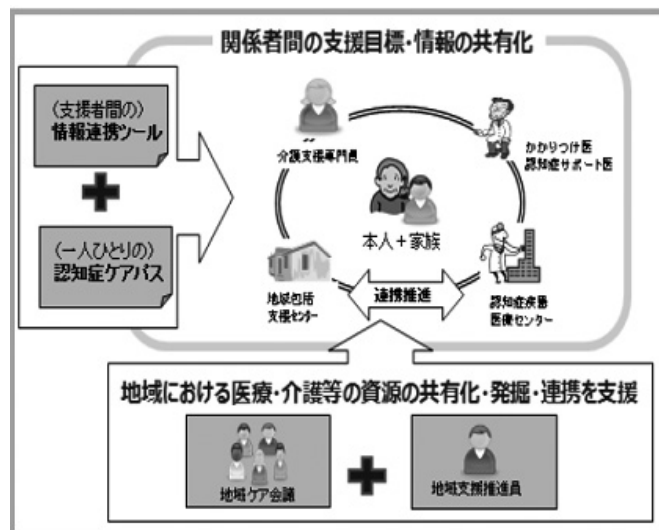 関係者間の支援目標・情報の共有化
(支援者間の)
情報連携ツール
(一人ひとりの)
認知症ケアパス
介護支援専門員
かかりつけ医
認知症サポート医
本人+家族
地域包括
支援センター
連携推進
認知症疾患
医療センター
地域における医療・介護等の資源の共有化・発掘・連携を支援
地域ケア会議
地域支援推進員